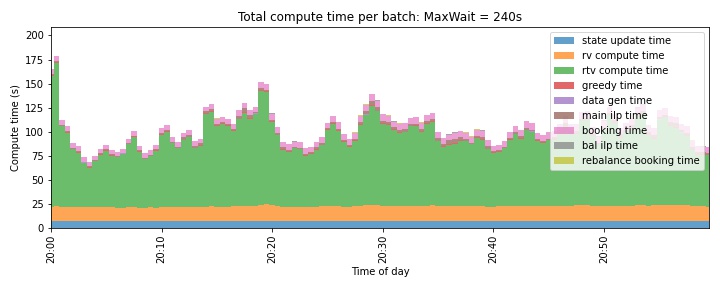 Total compute time per batch: MaxWait = 240s
Compute time (s)
200
175
150
125
100
75
50
25
0
state update time
rv compute time
rtv compute time
greedy time
data gen time
main ilp time
booking time
bal ilp time
rebalance booking time
20:00
20:10
20:20
20:30
20:40
20:50
Time of day